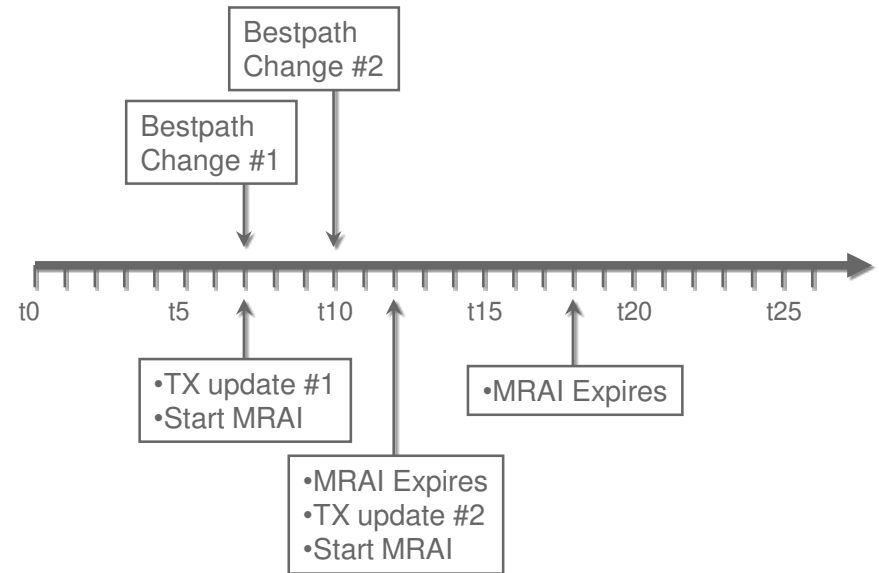 Bestpath
Change #2
Bestpath
Change #1
t0
t5
t10
t15
t20
t25
•TX update #1
•Start MRAI
•MRAI Expires
•MRAI Expires
•TX update #2
•Start MRAI